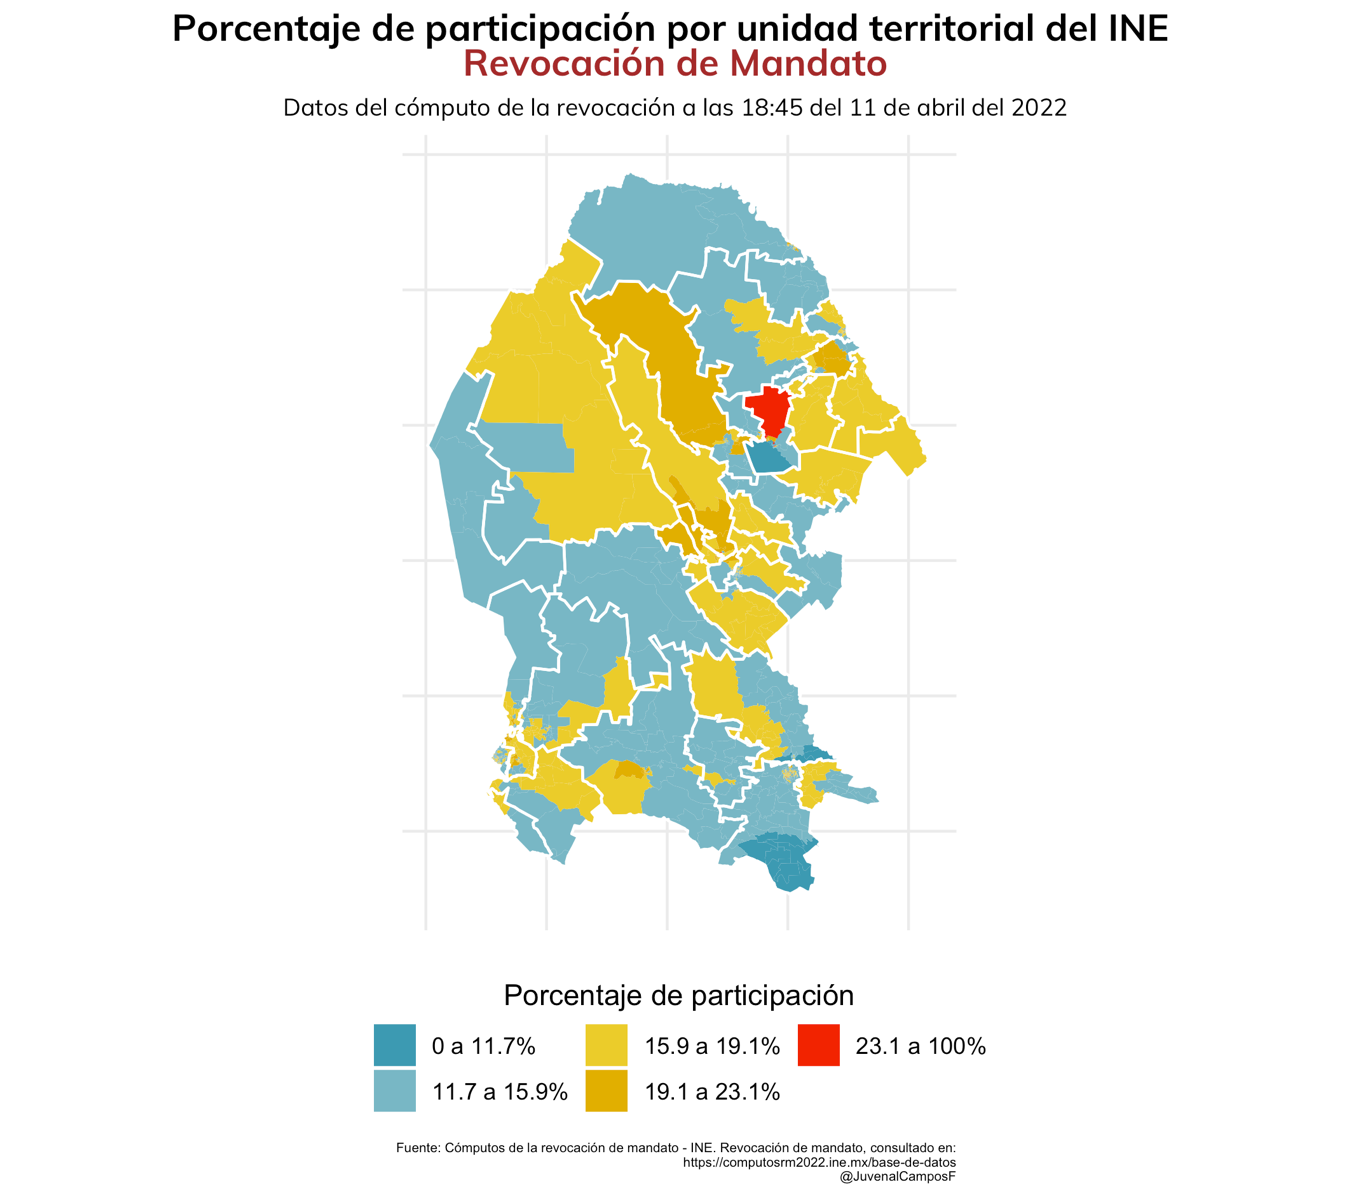 Porcentaje de participación por unidad territorial del INE
Revocación de Mandato
Datos del cómputo de la revocación a las 18:45 del 11 de abril del 2022
Porcentaje de participación
0 a 11.7%
15.9 a 19.1%
23.1 a 100%
11.7 a 15.9%
19.1 a 23.1%
Fuente: Cómputos de la revocación de mandato - INE. Revocación de mandato, consultado en:
https://computosrm2022.ine.mx/base-de-datos
@JuvenalCamposF